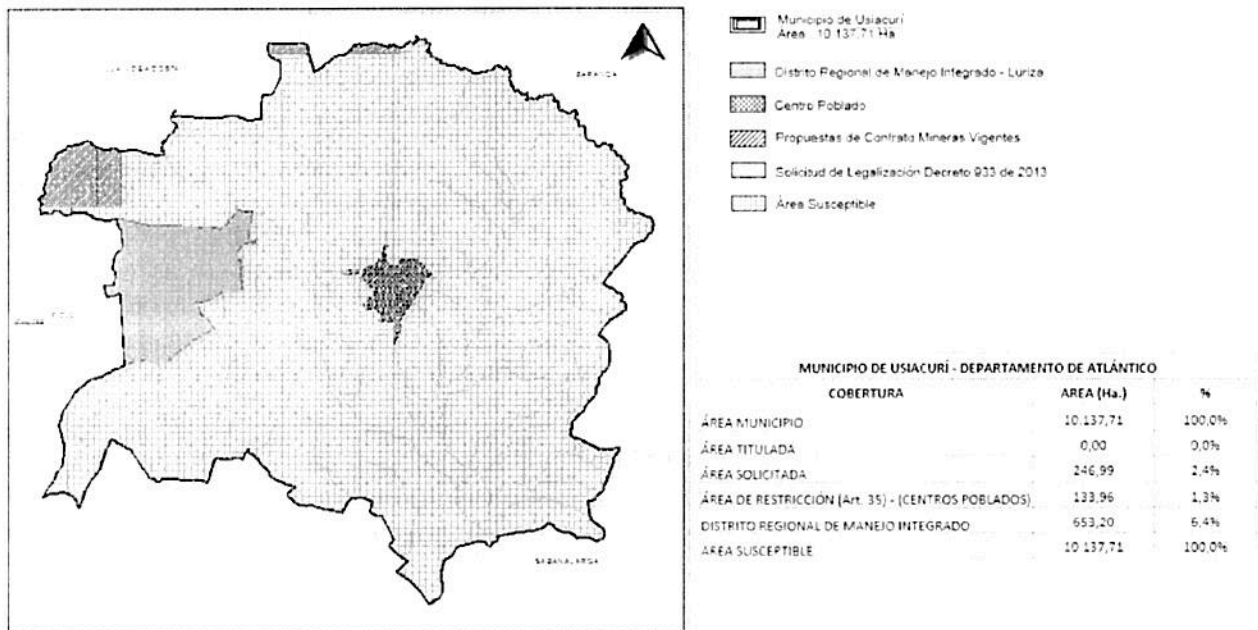 BARANOA
SABANALARGA
Municipio de Usiacurí
Área 10.137,71 Ha
Distrito Regional de Manejo Integrado - Luriza
Centro Poblado
Propuestas de Contrato Mineras Vigentes
Solicitud de Legalización Decreto 933 de 2013
Área Susceptible
MUNICIPIO DE USIACURÍ - DEPARTAMENTO DE ATLÁNTICO
COBERTURA AREA (Ha.) %
ÁREA MUNICIPIO 10.137,71 100,0%
ÁREA TITULADA 0,00 0,0%
ÁREA SOLICITADA 246,99 2,4%
ÁREA DE RESTRICCIÓN (Art. 35) - (CENTROS POBLADOS) 133,96 1,3%
DISTRITO REGIONAL DE MANEJO INTEGRADO 653,20 6,4%
ÁREA SUSCEPTIBLE 10.137,71 100,0%